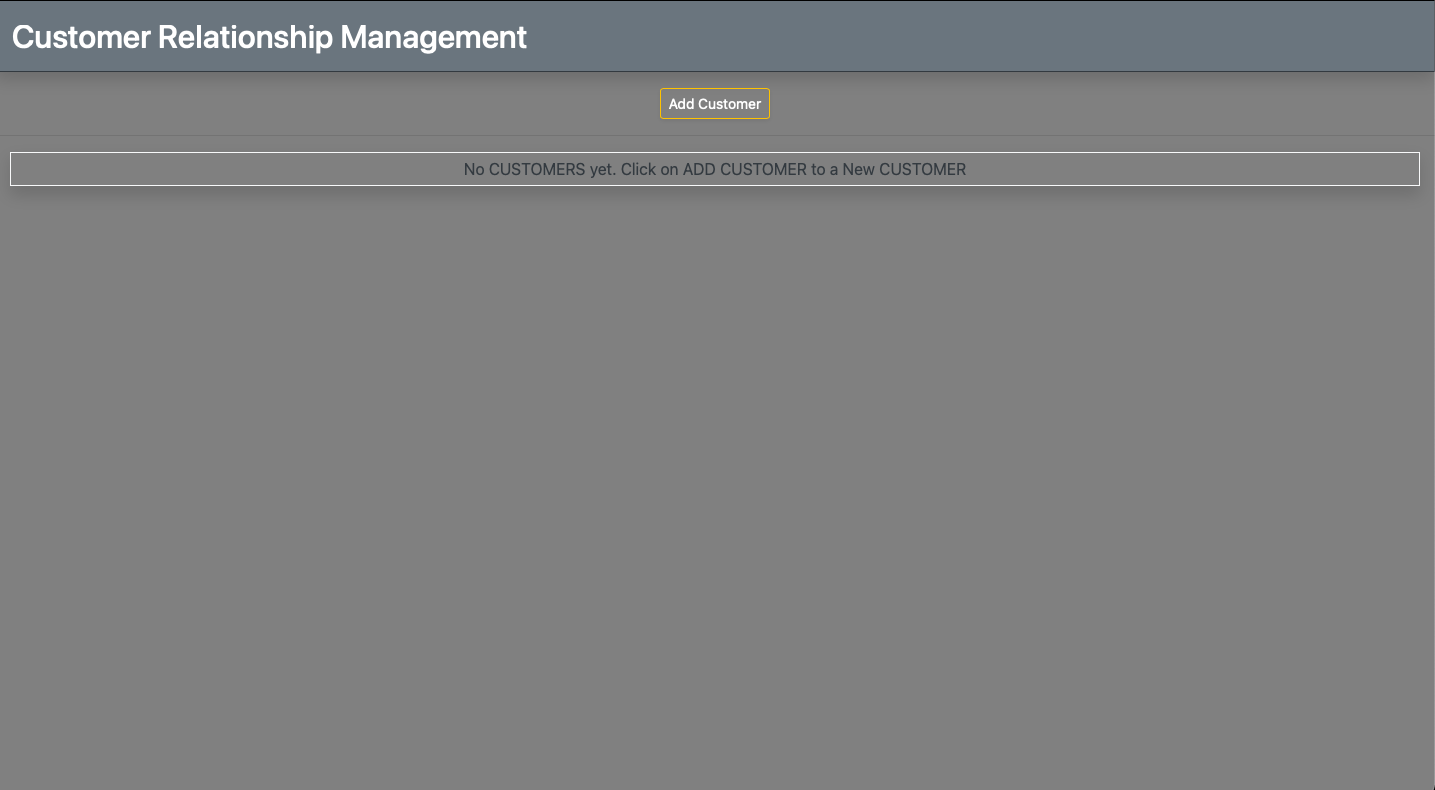 Customer Relationship Management
Add Customer
No CUSTOMERS yet. Click on ADD CUSTOMER to a New CUSTOMER